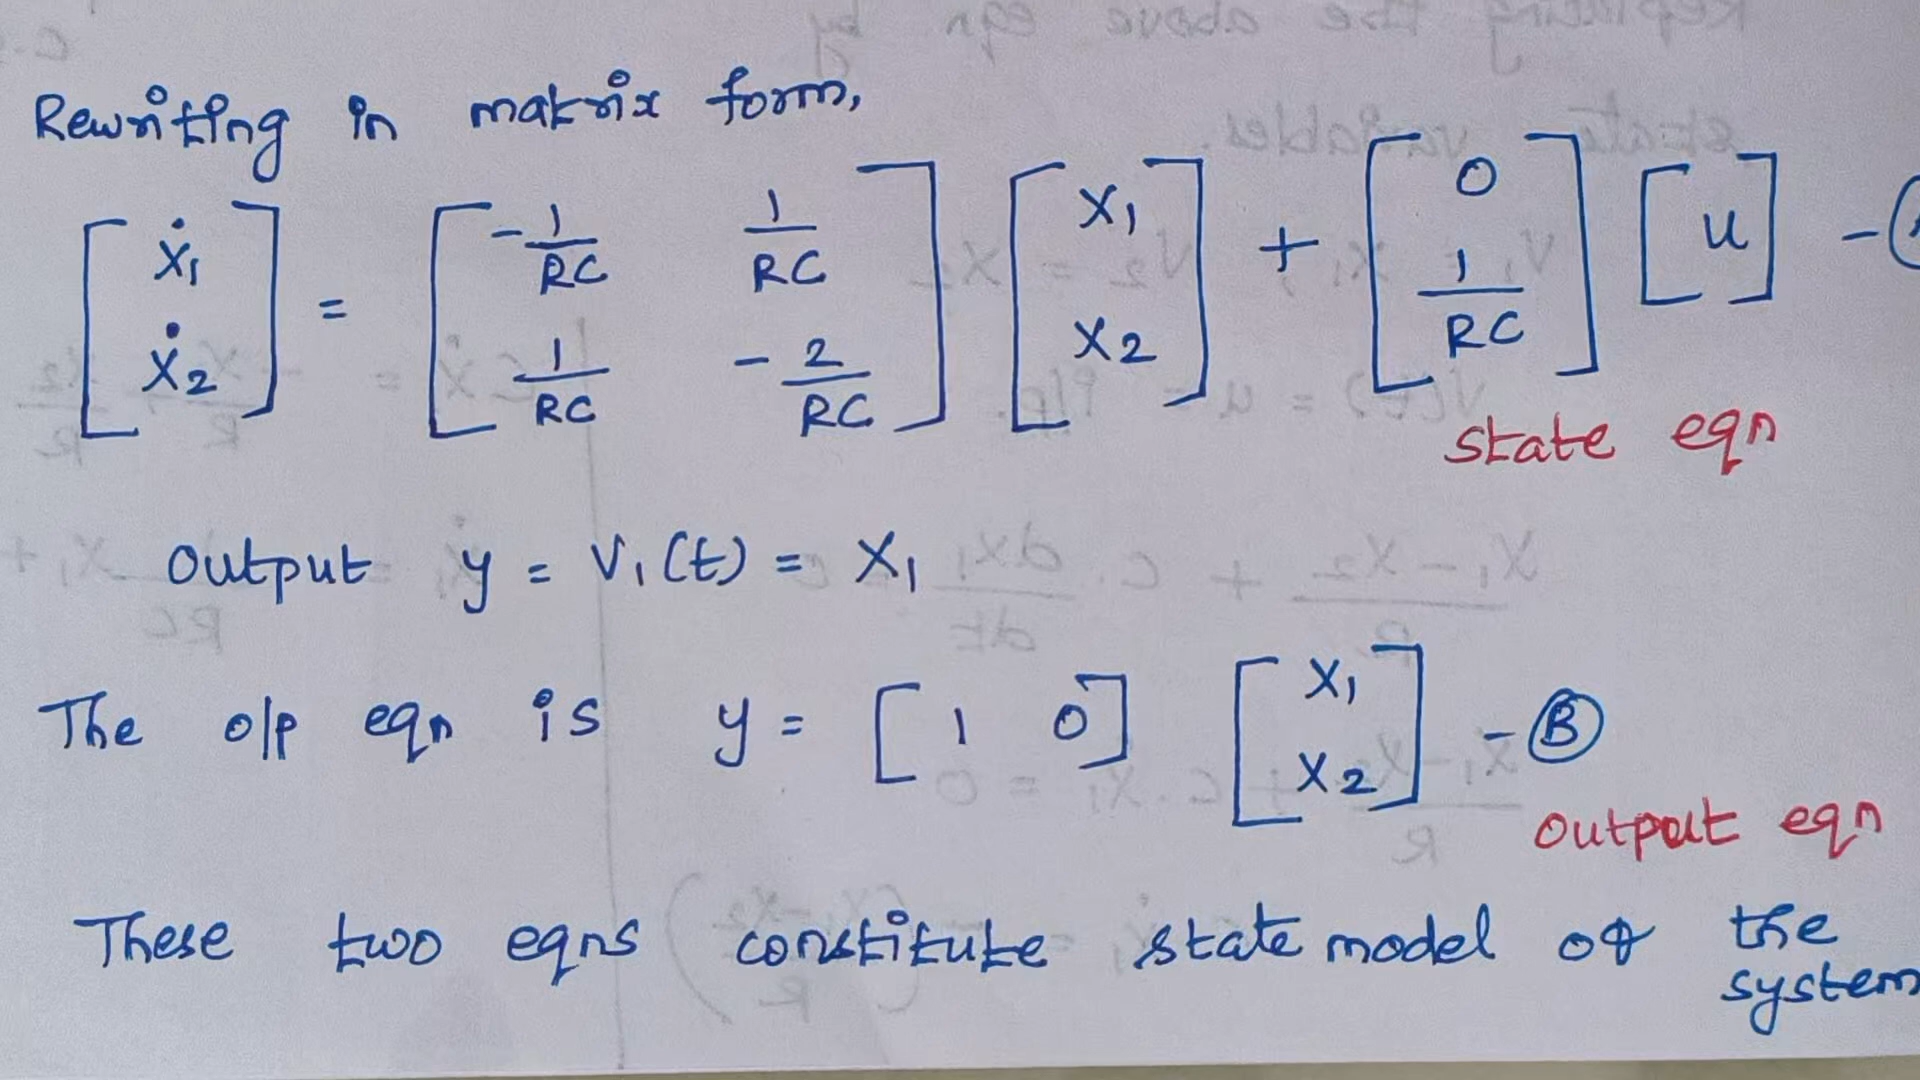 Rewriting in matrix form,
[ẋ1 ẋ2] = [-1/RC 1/RC 1/RC -2/RC] [x1 x2] + [0 1/RC] [u] -
state eqn
Output y = V1(t) = x1
The o/p eqn is y = [1 0] [x1 x2] - B
Output eqn
These two eqns constitute state model of the
system